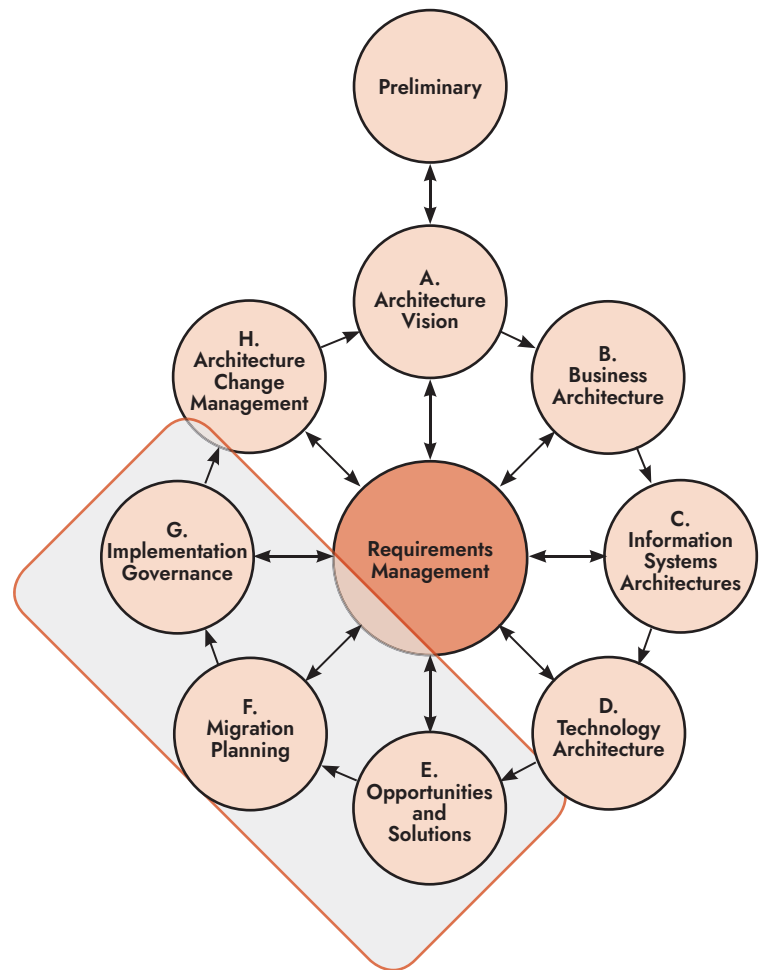 Preliminary
A.
Architecture
Vision
B.
Business
Architecture
C.
Information
Systems
Architectures
D.
Technology
Architecture
E.
Opportunities
and
Solutions
F.
Migration
Planning
G.
Implementation
Governance
H.
Architecture
Change
Management
Requirements
Management